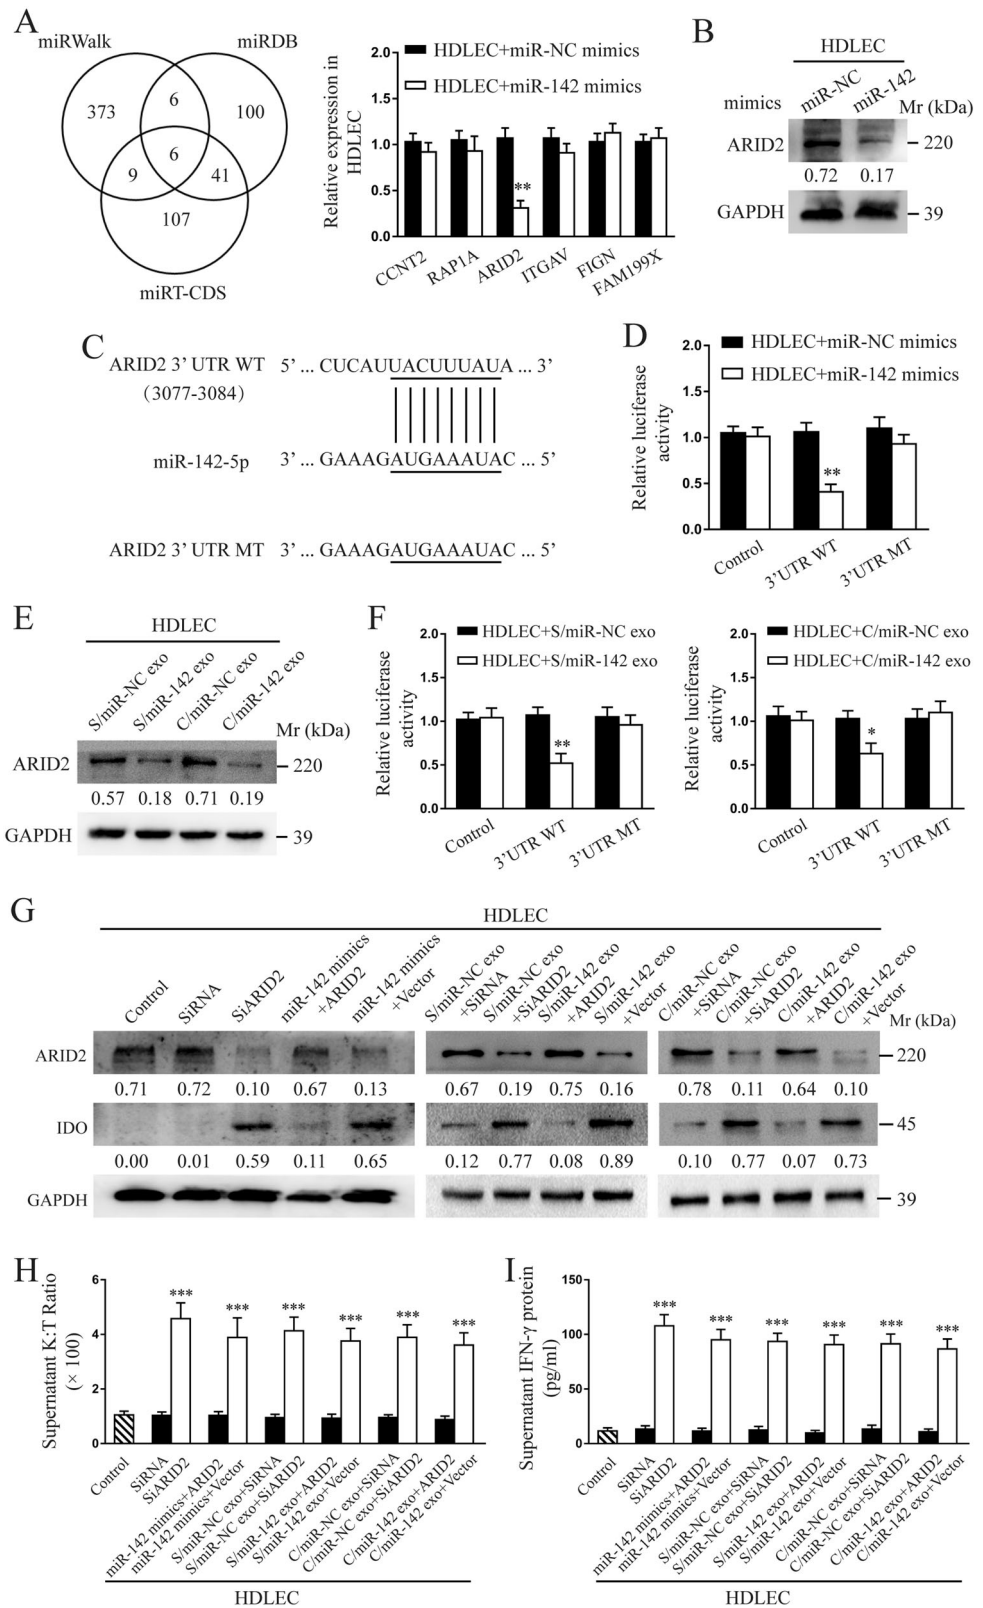 A
miRWalk
miRDB
373
6
100
6
9
41
107
miRT-CDS
Relative expression in
HDLEC
2.0
1.5
1.0
0.5
0.0
HDLEC+miR-NC mimics
HDLEC+miR-142 mimics
**
CCNT2
RAP1A
ARID2
ITGAV
FIGN
FAM199X
B
HDLEC
mimics
miR-NC
miR-142
Mr (kDa)
ARID2
220
0.72 0.17
GAPDH
39
C
ARID2 3’ UTR WT 5’ ... CUCAUUACUUUAUA ... 3’
(3077-3084)
miR-142-5p 3’ ... GAAAGAUGAAAUAC ... 5’
ARID2 3’ UTR MT 3’ ... GAAAGAUGAAAUAC ... 5’
D
Relative luciferase
activity
2.0
1.5
1.0
0.5
0.0
HDLEC+miR-NC mimics
HDLEC+miR-142 mimics
**
Control
3’UTR WT
3’UTR MT
E
HDLEC
S/miR-NC exo
S/miR-142 exo
C/miR-NC exo
C/miR-142 exo
Mr (kDa)
ARID2
220
0.57 0.18 0.71 0.19
GAPDH
39
F
Relative luciferase
activity
2.0
1.5
1.0
0.5
0.0
HDLEC+S/miR-NC exo
HDLEC+S/miR-142 exo
**
Control
3’UTR WT
3’UTR MT
Relative luciferase
activity
2.0
1.5
1.0
0.5
0.0
HDLEC+C/miR-NC exo
HDLEC+C/miR-142 exo
*
Control
3’UTR WT
3’UTR MT
G
HDLEC
Control
SiRNA
SiARID2
miR-142 mimics
+ARID2
miR-142 mimics
+Vector
S/miR-NC exo
+SiRNA
S/miR-NC exo
+SiARID2
S/miR-142 exo
+ARID2
S/miR-142 exo
+Vector
C/miR-NC exo
+SiRNA
C/miR-NC exo
+SiARID2
C/miR-142 exo
+ARID2
C/miR-142 exo
+Vector
Mr (kDa)
ARID2
220
0.71 0.72 0.10 0.67 0.13 0.67 0.19 0.75 0.16 0.78 0.11 0.64 0.10
IDO
45
0.00 0.01 0.59 0.11 0.65 0.12 0.77 0.08 0.89 0.10 0.77 0.07 0.73
GAPDH
39
H
Supernatant K:T Ratio
(× 100)
6
4
2
0
***
***
***
***
***
***
Control
SiRNA
SiARID2
miR-142 mimics+ARID2
miR-142 mimics+Vector
S/miR-NC exo+SiRNA
S/miR-NC exo+SiARID2
S/miR-142 exo+ARID2
S/miR-142 exo+Vector
C/miR-NC exo+SiRNA
C/miR-NC exo+SiARID2
C/miR-142 exo+ARID2
C/miR-142 exo+Vector
HDLEC
I
Supernatant IFN-γ protein
(pg/ml)
150
100
50
0
***
***
***
***
***
***
Control
SiRNA
SiARID2
miR-142 mimics+ARID2
miR-142 mimics+Vector
S/miR-NC exo+SiRNA
S/miR-NC exo+SiARID2
S/miR-142 exo+ARID2
S/miR-142 exo+Vector
C/miR-NC exo+SiRNA
C/miR-NC exo+SiARID2
C/miR-142 exo+ARID2
C/miR-142 exo+Vector
HDLEC